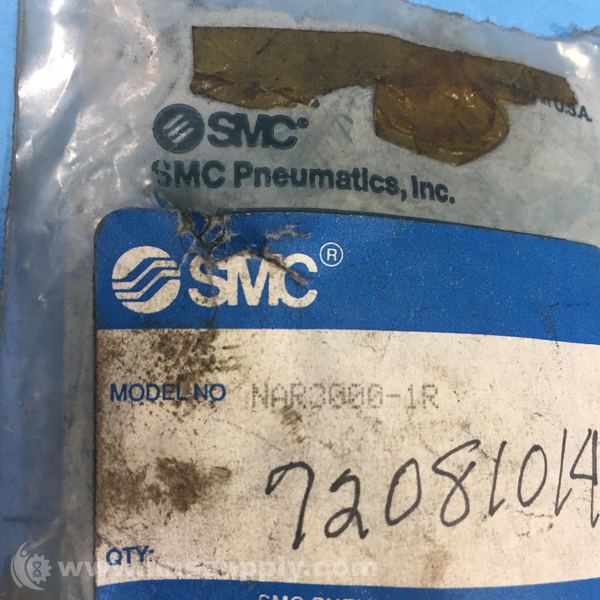 U.S.A.
SMC
SMC Pneumatics, Inc.
SMC®
MODEL NO NAR3000-1R
72081014
QTY: